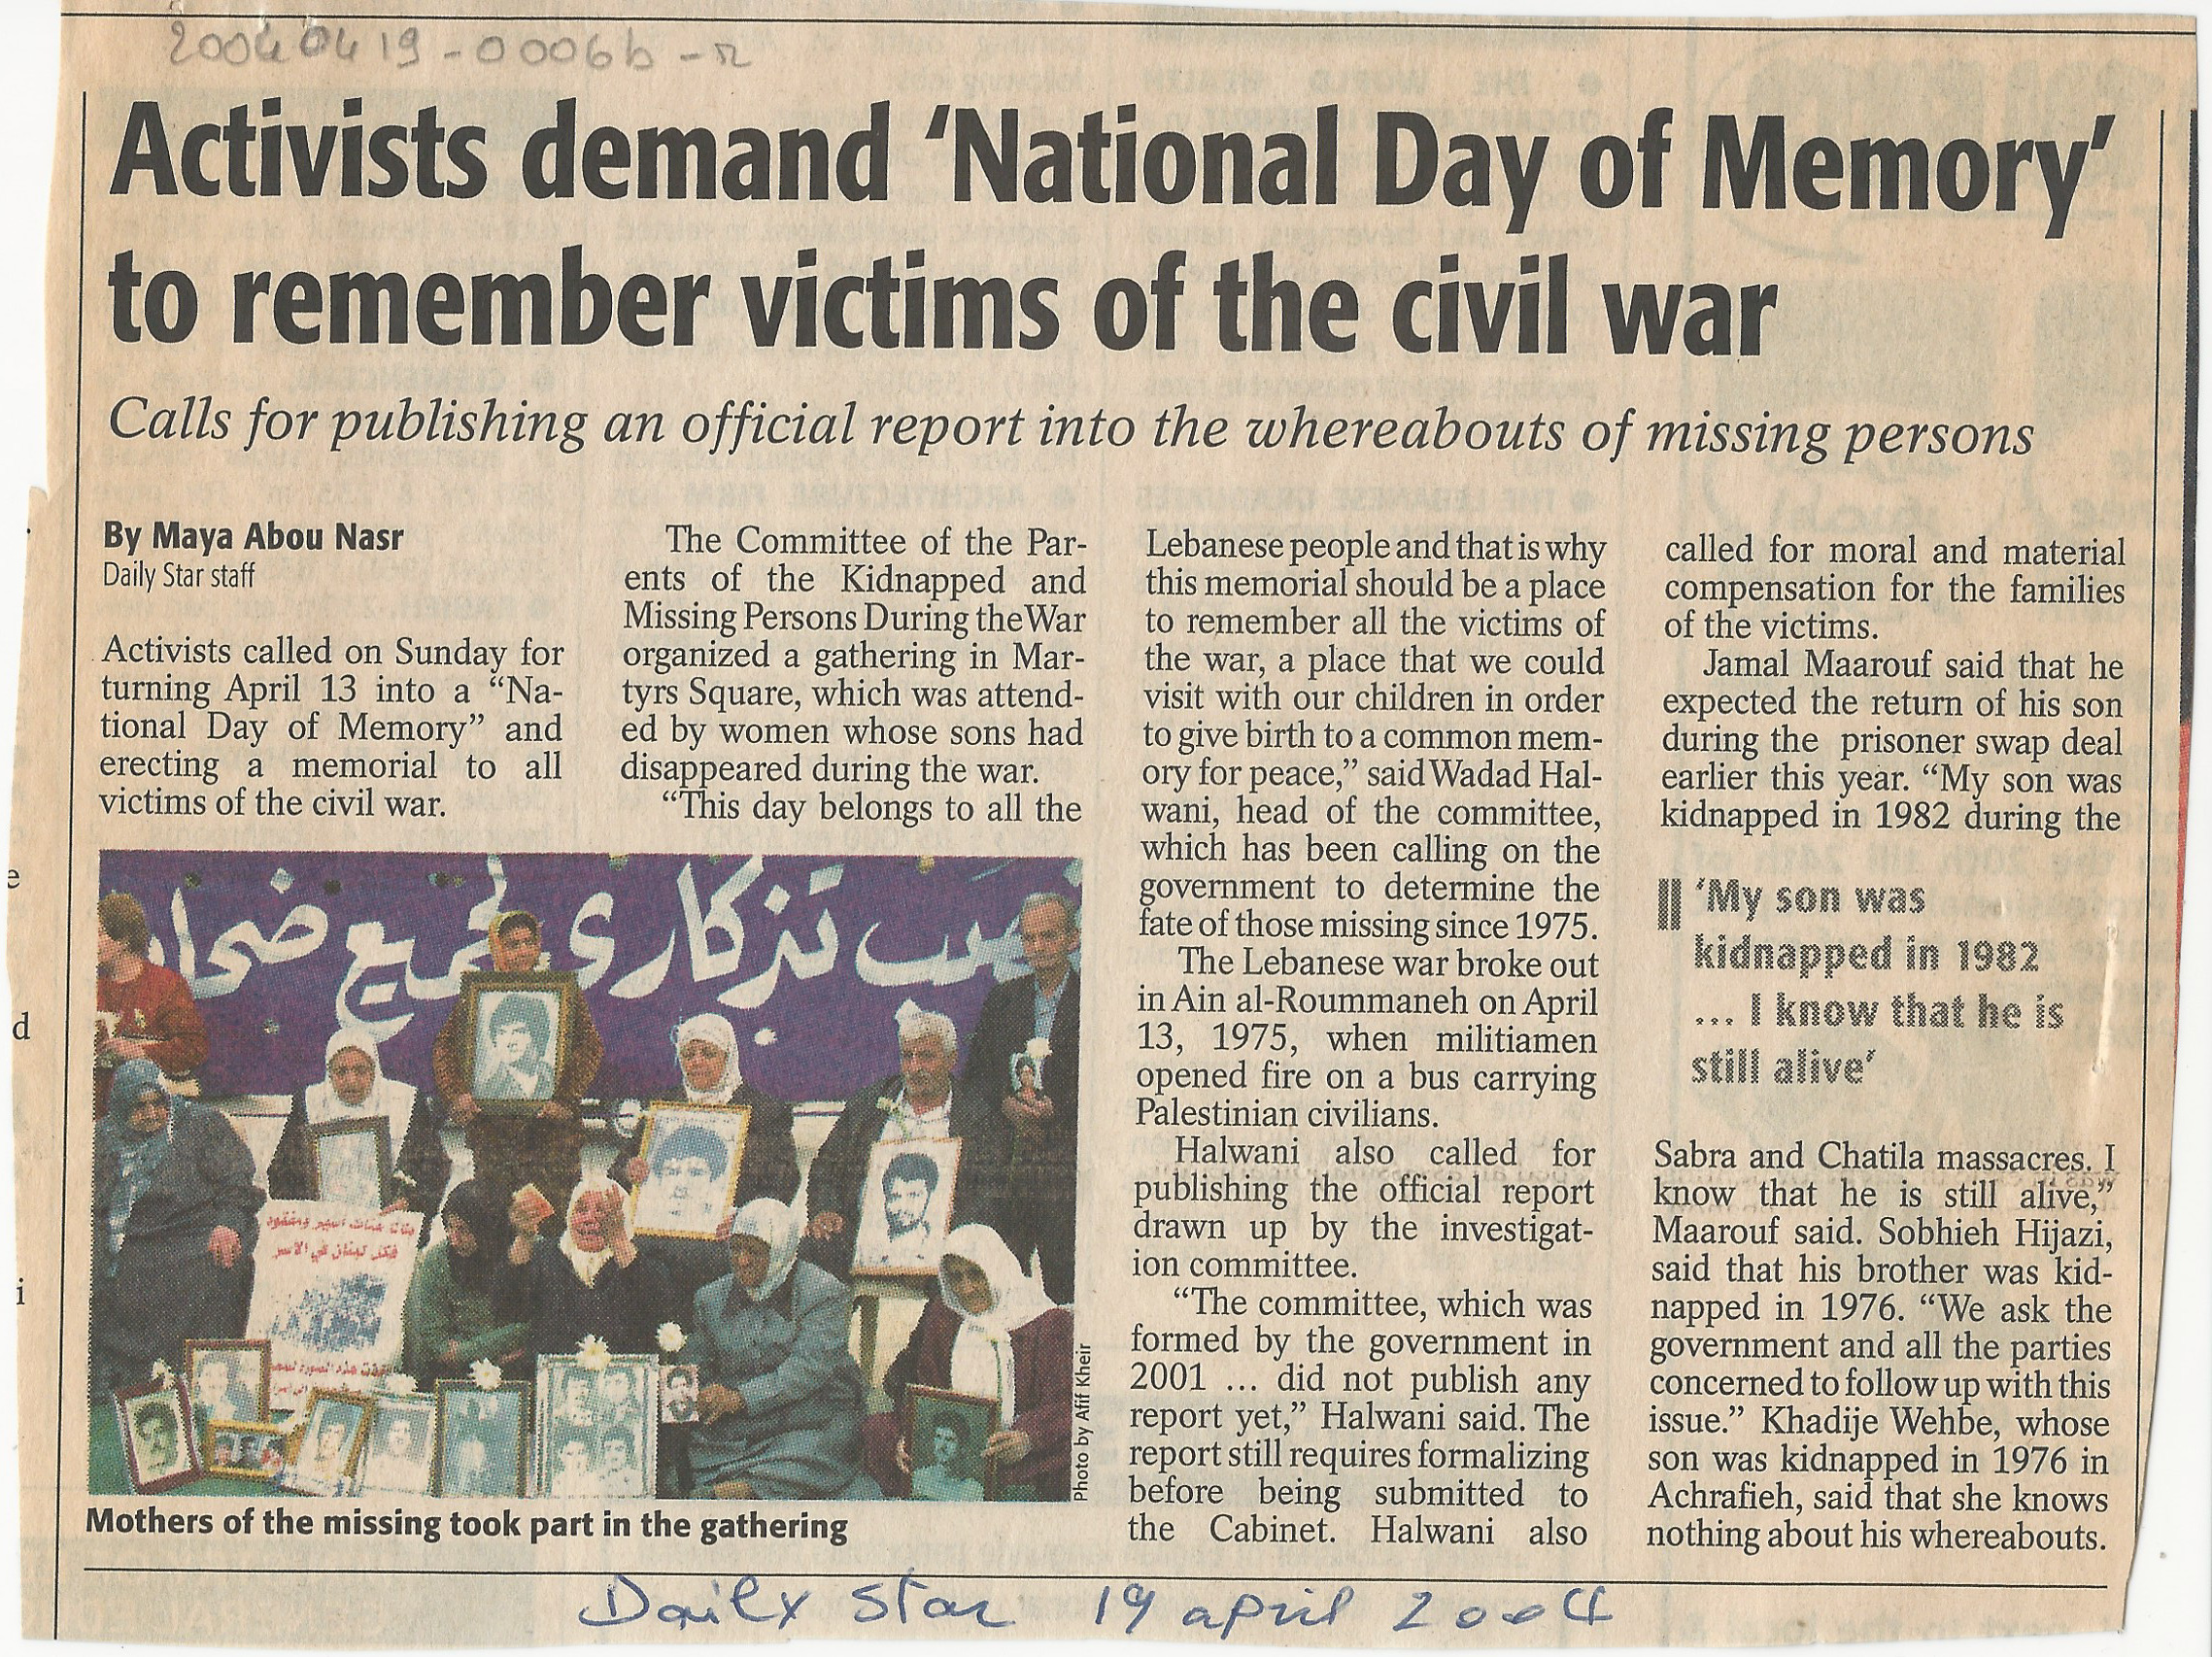 20040419-0006b-r
Activists demand ‘National Day of Memory’
to remember victims of the civil war
Calls for publishing an official report into the whereabouts of missing persons
By Maya Abou Nasr
Daily Star staff
Activists called on Sunday for
turning April 13 into a “Na-
tional Day of Memory” and
erecting a memorial to all
victims of the civil war.
The Committee of the Par-
ents of the Kidnapped and
Missing Persons During the War
organized a gathering in Mar-
tyrs Square, which was attend-
ed by women whose sons had
disappeared during the war.
“This day belongs to all the
Lebanese people and that is why
this memorial should be a place
to remember all the victims of
the war, a place that we could
visit with our children in order
to give birth to a common mem-
ory for peace,” said Wadad Hal-
wani, head of the committee,
which has been calling on the
government to determine the
fate of those missing since 1975.
The Lebanese war broke out
in Ain al-Roummaneh on April
13, 1975, when militiamen
opened fire on a bus carrying
Palestinian civilians.
Halwani also called for
publishing the official report
drawn up by the investigat-
ion committee.
“The committee, which was
formed by the government in
2001 ... did not publish any
report yet,” Halwani said. The
report still requires formalizing
before being submitted to
the Cabinet. Halwani also
called for moral and material
compensation for the families
of the victims.
Jamal Maarouf said that he
expected the return of his son
during the prisoner swap deal
earlier this year. “My son was
kidnapped in 1982 during the
‘My son was
kidnapped in 1982
... I know that he is
still alive’
Sabra and Chatila massacres. I
know that he is still alive,”
Maarouf said. Sobhieh Hijazi,
said that his brother was kid-
napped in 1976. “We ask the
government and all the parties
concerned to follow up with this
issue.” Khadije Wehbe, whose
son was kidnapped in 1976 in
Achrafieh, said that she knows
nothing about his whereabouts.
نصب تذكاري لجميع ضحا
مئات اسير ومفقود
في الأسر
هذه الصورة
Photo by Afif Kheir
Mothers of the missing took part in the gathering
Daily Star 19 april 2004